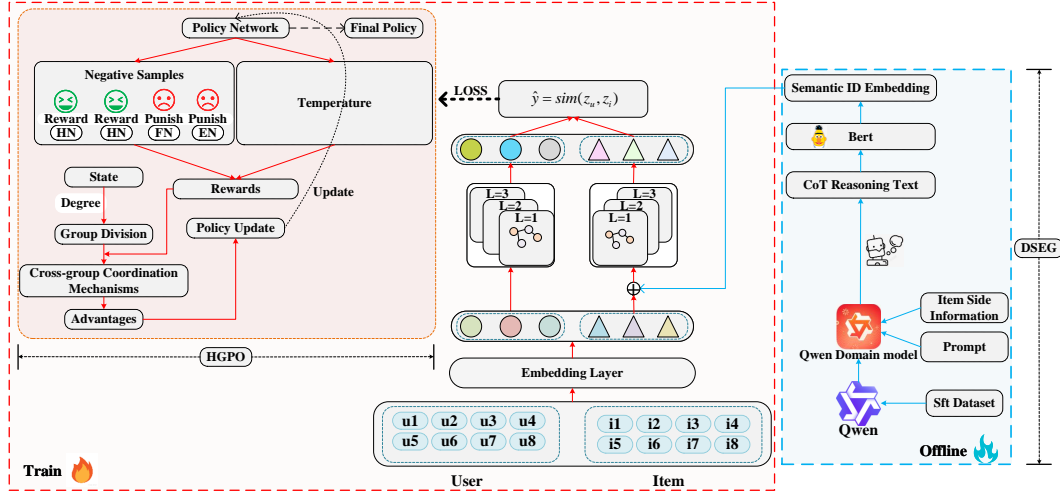 Policy Network
Final Policy
Negative Samples
Reward
Reward
Punish
Punish
HN
HN
FN
EN
Temperature
State
Degree
Group Division
Rewards
Update
Policy Update
Cross-group Coordination
Mechanisms
Advantages
HGPO
Train
LOSS
ŷ = sim(z_u, z_i)
L=3
L=2
L=1
L=3
L=2
L=1
Embedding Layer
u1 u2 u3 u4
u5 u6 u7 u8
i1 i2 i3 i4
i5 i6 i7 i8
User
Item
Semantic ID Embedding
Bert
CoT Reasoning Text
Item Side
Information
Qwen Domain model
Prompt
Sft Dataset
Qwen
Offline
DSEG